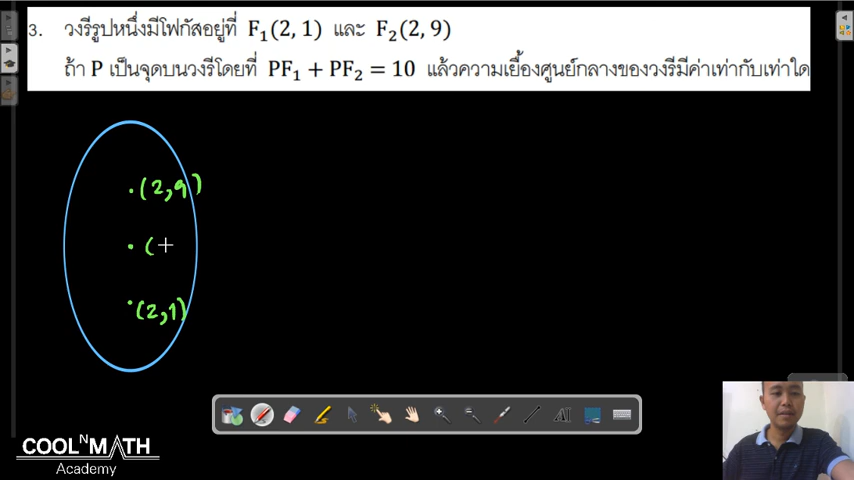 3. วงรีรูปหนึ่งมีโฟกัสอยู่ที่ F₁(2, 1) และ F₂(2, 9)
ถ้า P เป็นจุดบนวงรีโดยที่ PF₁ + PF₂ = 10 แล้วความเยื้องศูนย์กลางของวงรีมีค่าเท่ากับเท่าใด
(2,9)
(
(2,1)
COOL N MATH
Academy